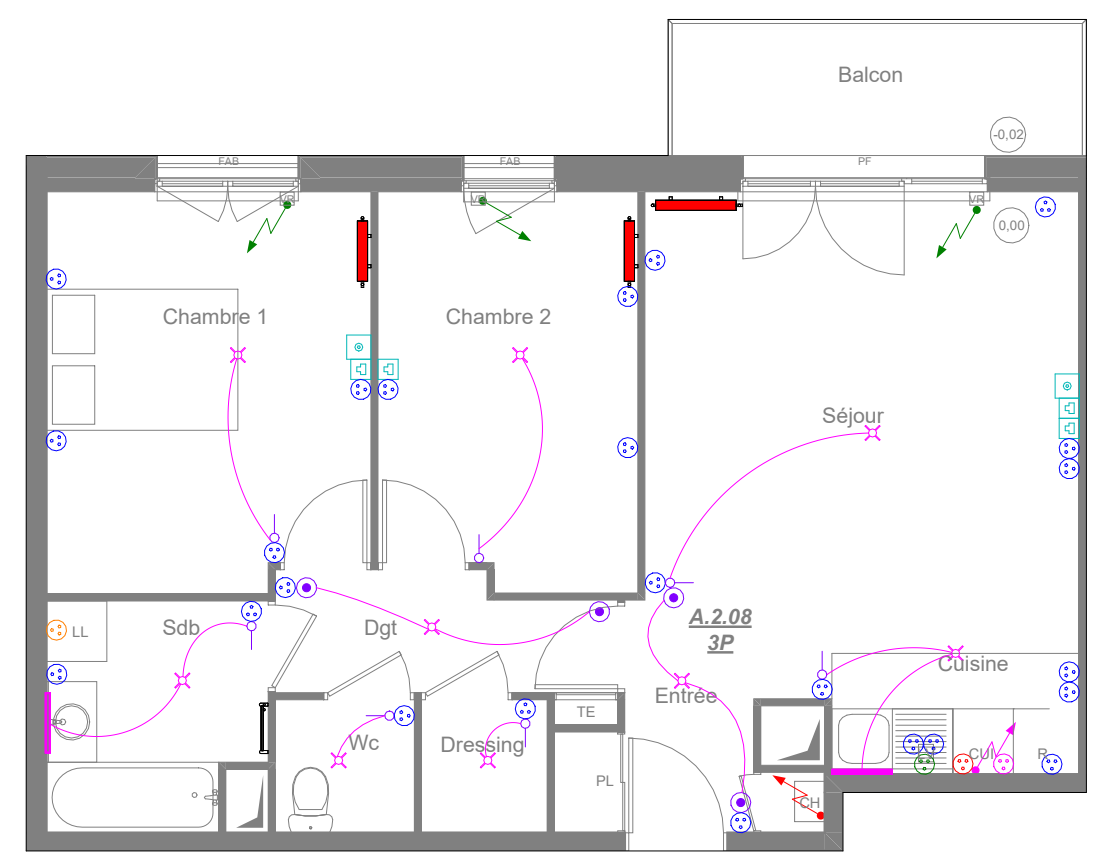 Balcon
-0,02
FAB
FAB
PF
VR
VR
VR
0,00
Chambre 1
Chambre 2
Séjour
LL
Sdb
Dgt
A.2.08
3P
Cuisine
Entrée
TE
Wc
Dressing
CUI
R
PL
CH